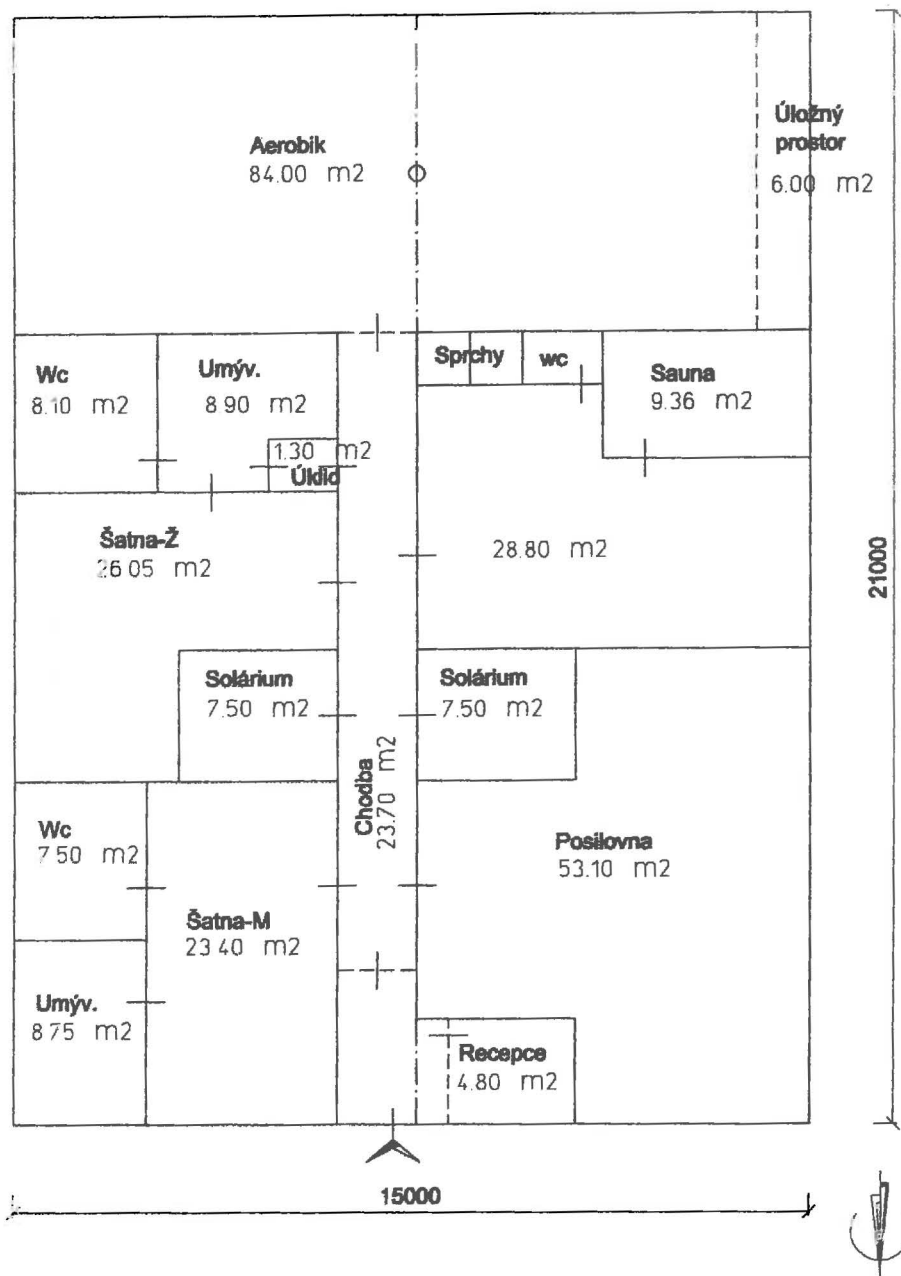 Aerobik
84.00 m2
Úložný
prostor
6.00 m2
Wc
8.10 m2
Umýv.
8.90 m2
1.30 m2
Úklid
Sprchy
wc
Sauna
9.36 m2
Šatna-Ž
26.05 m2
28.80 m2
21000
Solárium
7.50 m2
Solárium
7.50 m2
Chodba
23.70 m2
Wc
7.50 m2
Posilovna
53.10 m2
Šatna-M
23.40 m2
Umýv.
8.75 m2
Recepce
4.80 m2
15000